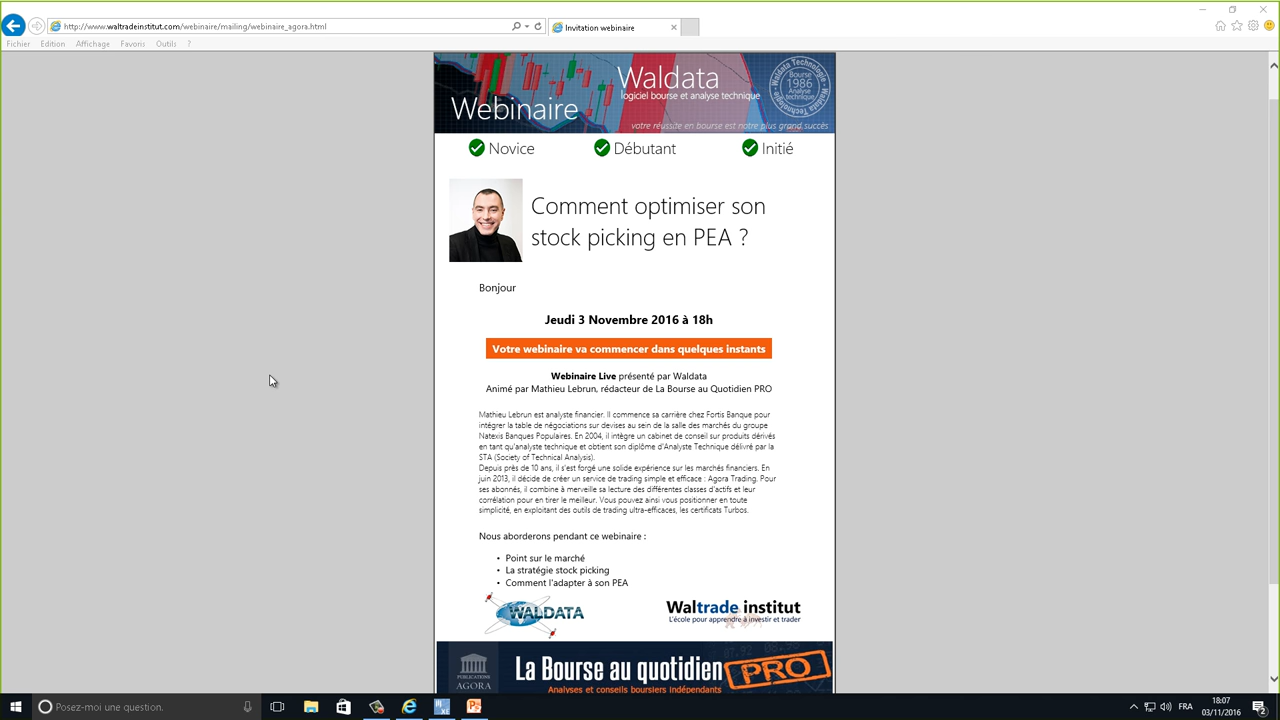 http://www.waltradeinstitut.com/webinaire/mailing/webinaire_agora.html
Invitation webinaire
Fichier Edition Affichage Favoris Outils ?
Waldata
logiciel bourse et analyse technique
Webinaire
votre réussite en bourse est notre plus grand succès
Waldata Technologie
Bourse
1986
Analyse
technique
Novice Débutant Initié
Comment optimiser son
stock picking en PEA ?
Bonjour
Jeudi 3 Novembre 2016 à 18h
Votre webinaire va commencer dans quelques instants
Webinaire Live présenté par Waldata
Animé par Mathieu Lebrun, rédacteur de La Bourse au Quotidien PRO
Mathieu Lebrun est analyste financier. Il commence sa carrière chez Fortis Banque pour
intégrer la table de négociations sur devises au sein de la salle des marchés du groupe
Natexis Banques Populaires. En 2004, il intègre un cabinet de conseil sur produits dérivés
en tant qu'analyste technique et obtient son diplôme d'Analyste Technique délivré par la
STA (Society of Technical Analysis).
Depuis près de 10 ans, il s'est forgé une solide expérience sur les marchés financiers. En
juin 2013, il décide de créer un service de trading simple et efficace : Agora Trading. Pour
ses abonnés, il combine à merveille sa lecture des différentes classes d'actifs et leur
corrélation pour en tirer le meilleur. Vous pouvez ainsi vous positionner en toute
simplicité, en exploitant des outils de trading ultra-efficaces, les certificats Turbos.
Nous aborderons pendant ce webinaire :
• Point sur le marché
• La stratégie stock picking
• Comment l'adapter à son PEA
WALDATA
Waltrade institut
L'école pour apprendre à investir et trader
PUBLICATIONS
AGORA
La Bourse au quotidien PRO
Analyses et conseils boursiers indépendants
Posez-moi une question.
FRA
18:07
03/11/2016